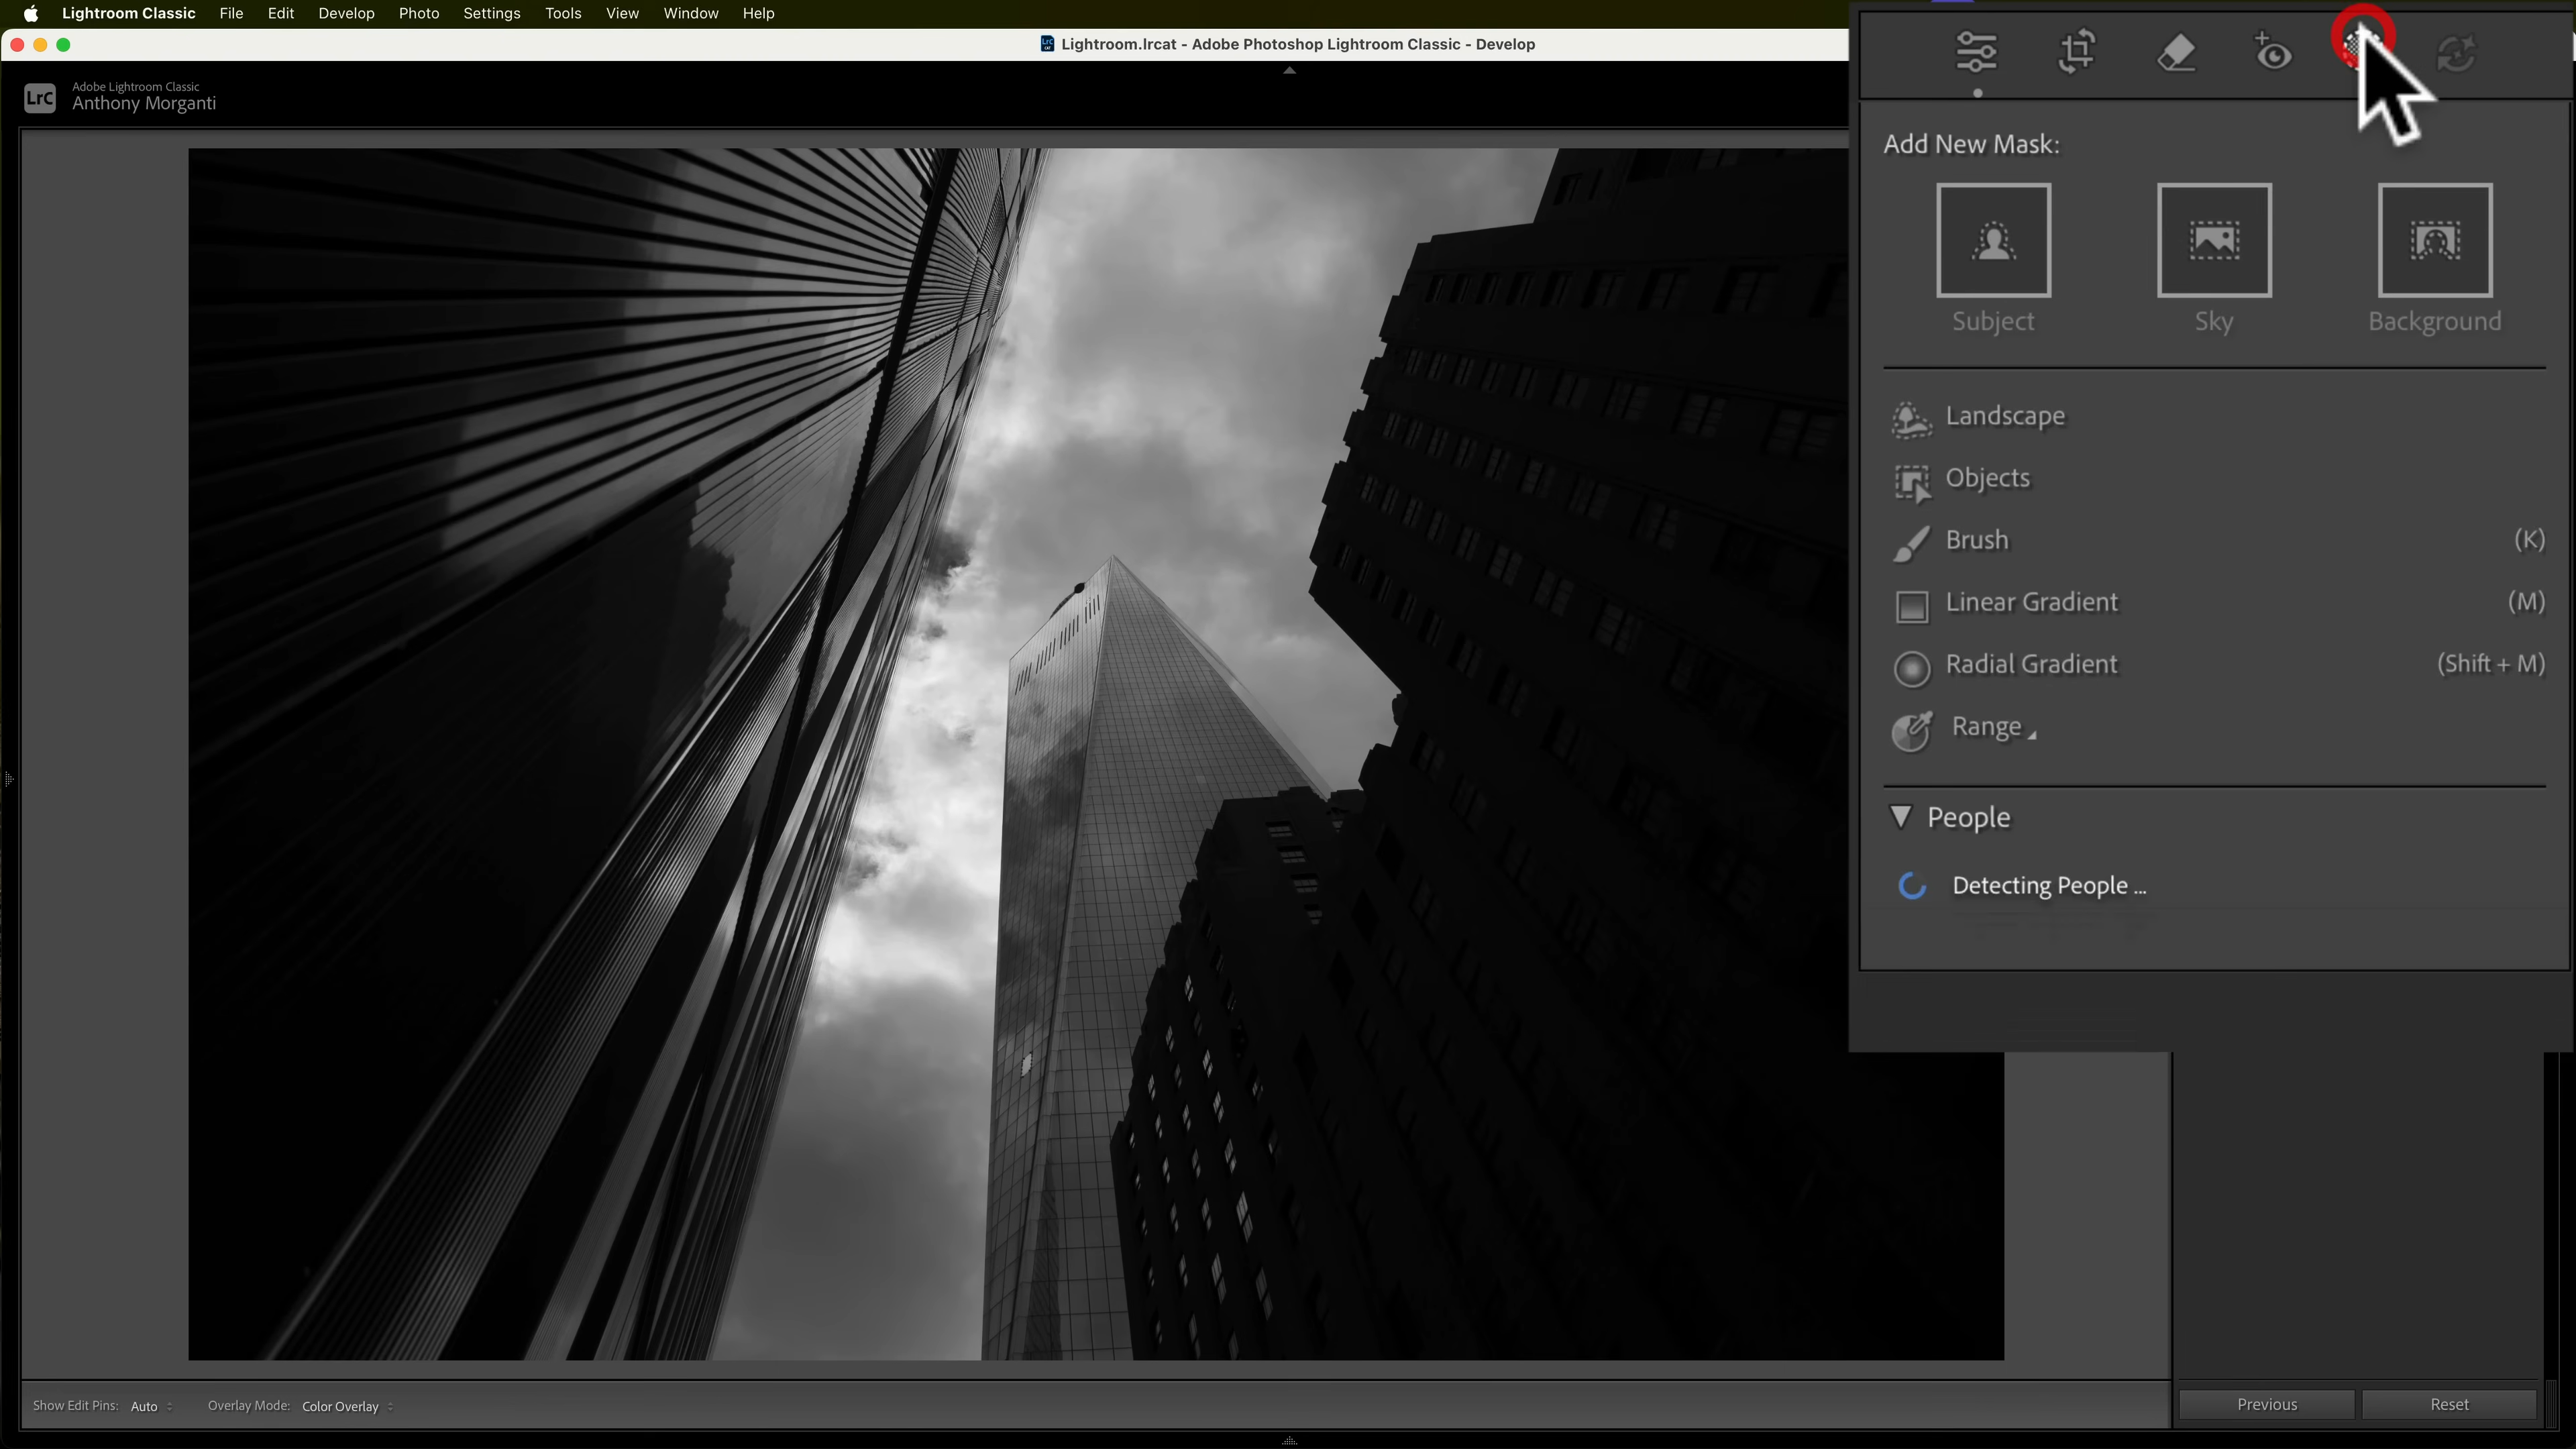 Lightroom Classic File Edit Develop Photo Settings Tools View Window Help
LrC Lightroom.lrcat - Adobe Photoshop Lightroom Classic - Develop
LrC
Adobe Lightroom Classic
Anthony Morganti
Add New Mask:
Subject Sky Background
Landscape
Objects
Brush (K)
Linear Gradient (M)
Radial Gradient (Shift + M)
Range
People
Detecting People ...
Show Edit Pins: Auto Overlay Mode: Color Overlay
Previous Reset